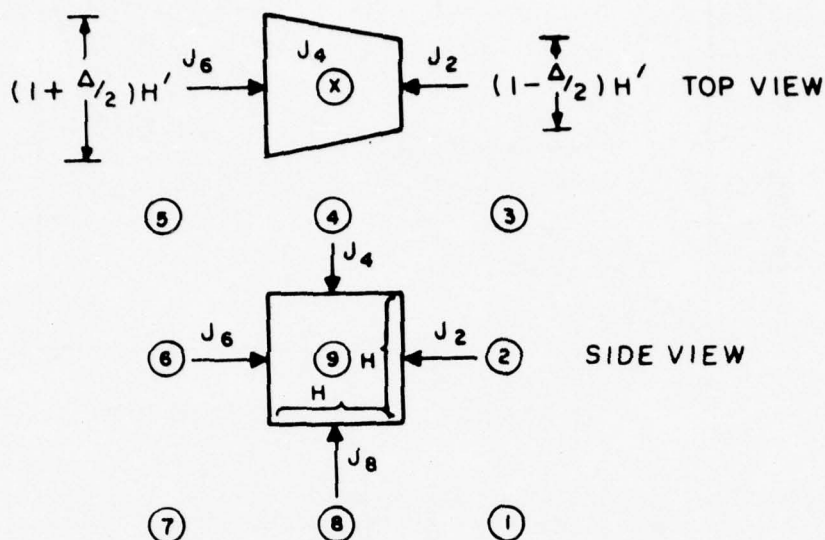 (1 + Δ/2)H′ J6 J4 J2 (1 - Δ/2)H′ TOP VIEW
X
5 4 3
J4
6 J6 9 H J2 2 SIDE VIEW
H
J8
7 8 1